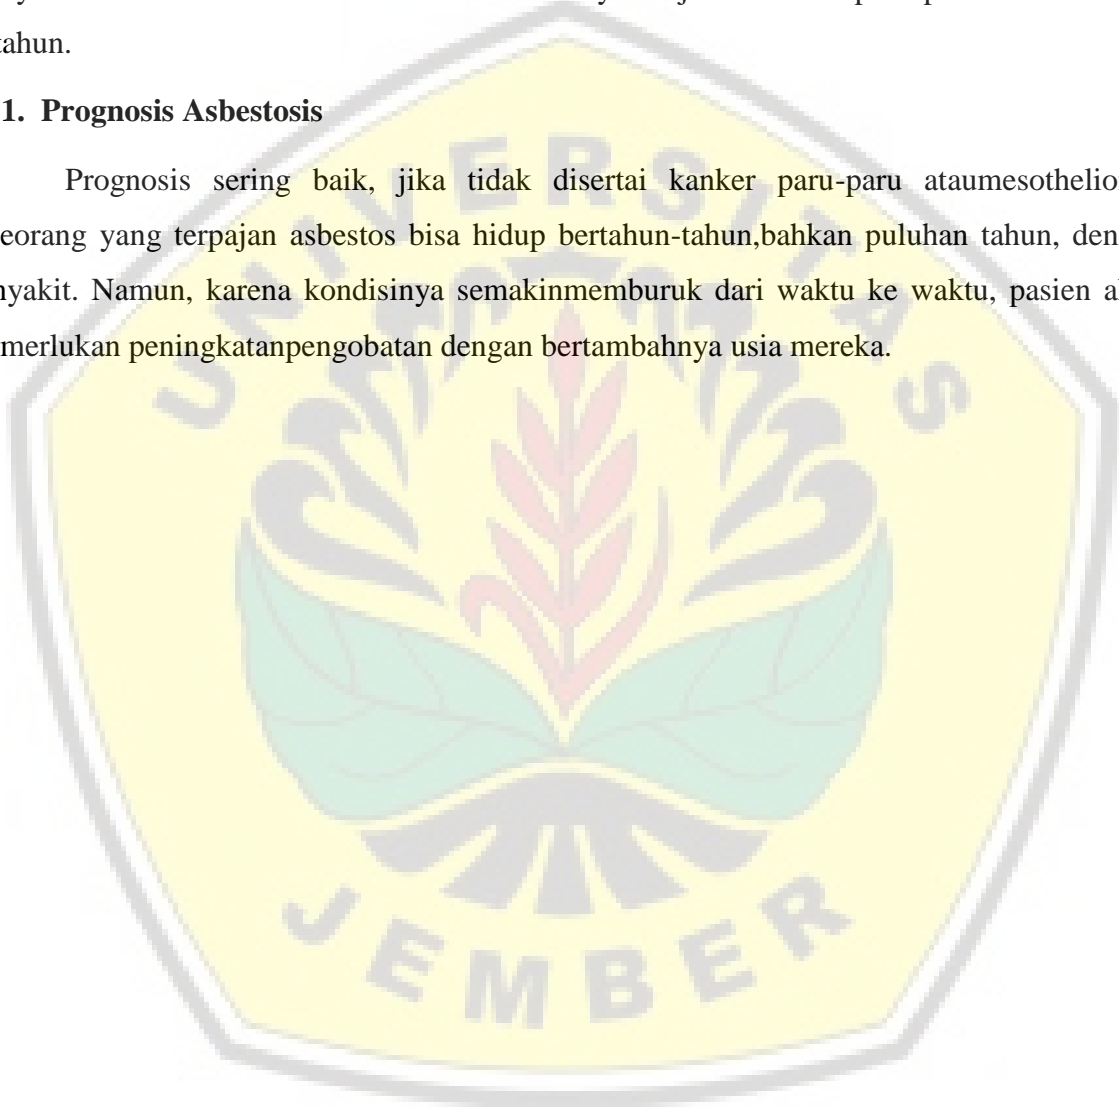 tahun.
1. Prognosis Asbestosis
Prognosis sering baik, jika tidak disertai kanker paru-paru ataumesothelio
eorang yang terpajan asbestos bisa hidup bertahun-tahun,bahkan puluhan tahun, den
nyakit. Namun, karena kondisinya semakinmemburuk dari waktu ke waktu, pasien a
merlukan peningkatanpengobatan dengan bertambahnya usia mereka.
UNIVERSITAS
JEMBER